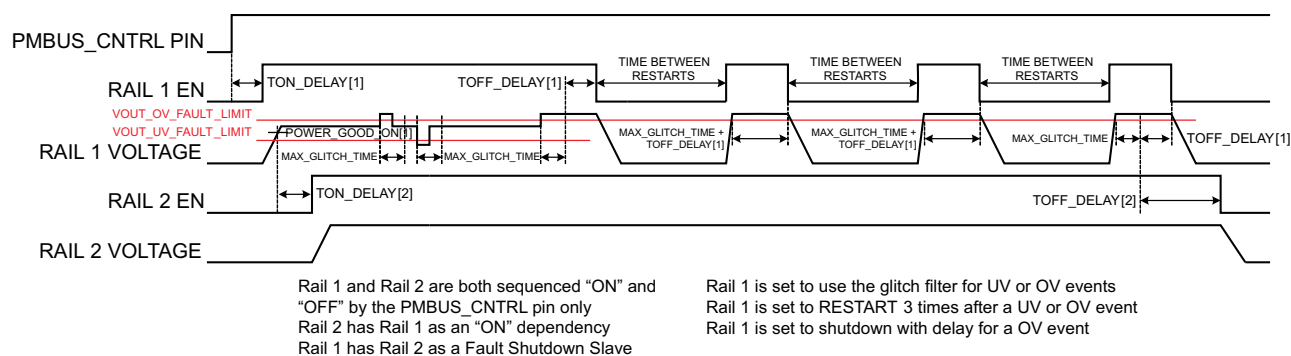 PMBUS_CNTRL PIN
TIME BETWEEN
RESTARTS
TIME BETWEEN
RESTARTS
TIME BETWEEN
RESTARTS
TON_DELAY[1]
TOFF_DELAY[1]
RAIL 1 EN
VOUT_OV_FAULT_LIMIT
VOUT_UV_FAULT_LIMIT
POWER_GOOD_ON[1]
RAIL 1 VOLTAGE
MAX_GLITCH_TIME
MAX_GLITCH_TIME
MAX_GLITCH_TIME +
TOFF_DELAY[1]
MAX_GLITCH_TIME +
TOFF_DELAY[1]
MAX_GLITCH_TIME
TOFF_DELAY[1]
RAIL 2 EN
TON_DELAY[2]
TOFF_DELAY[2]
RAIL 2 VOLTAGE
Rail 1 and Rail 2 are both sequenced “ON” and
“OFF” by the PMBUS_CNTRL pin only
Rail 2 has Rail 1 as an “ON” dependency
Rail 1 has Rail 2 as a Fault Shutdown Slave
Rail 1 is set to use the glitch filter for UV or OV events
Rail 1 is set to RESTART 3 times after a UV or OV event
Rail 1 is set to shutdown with delay for a OV event